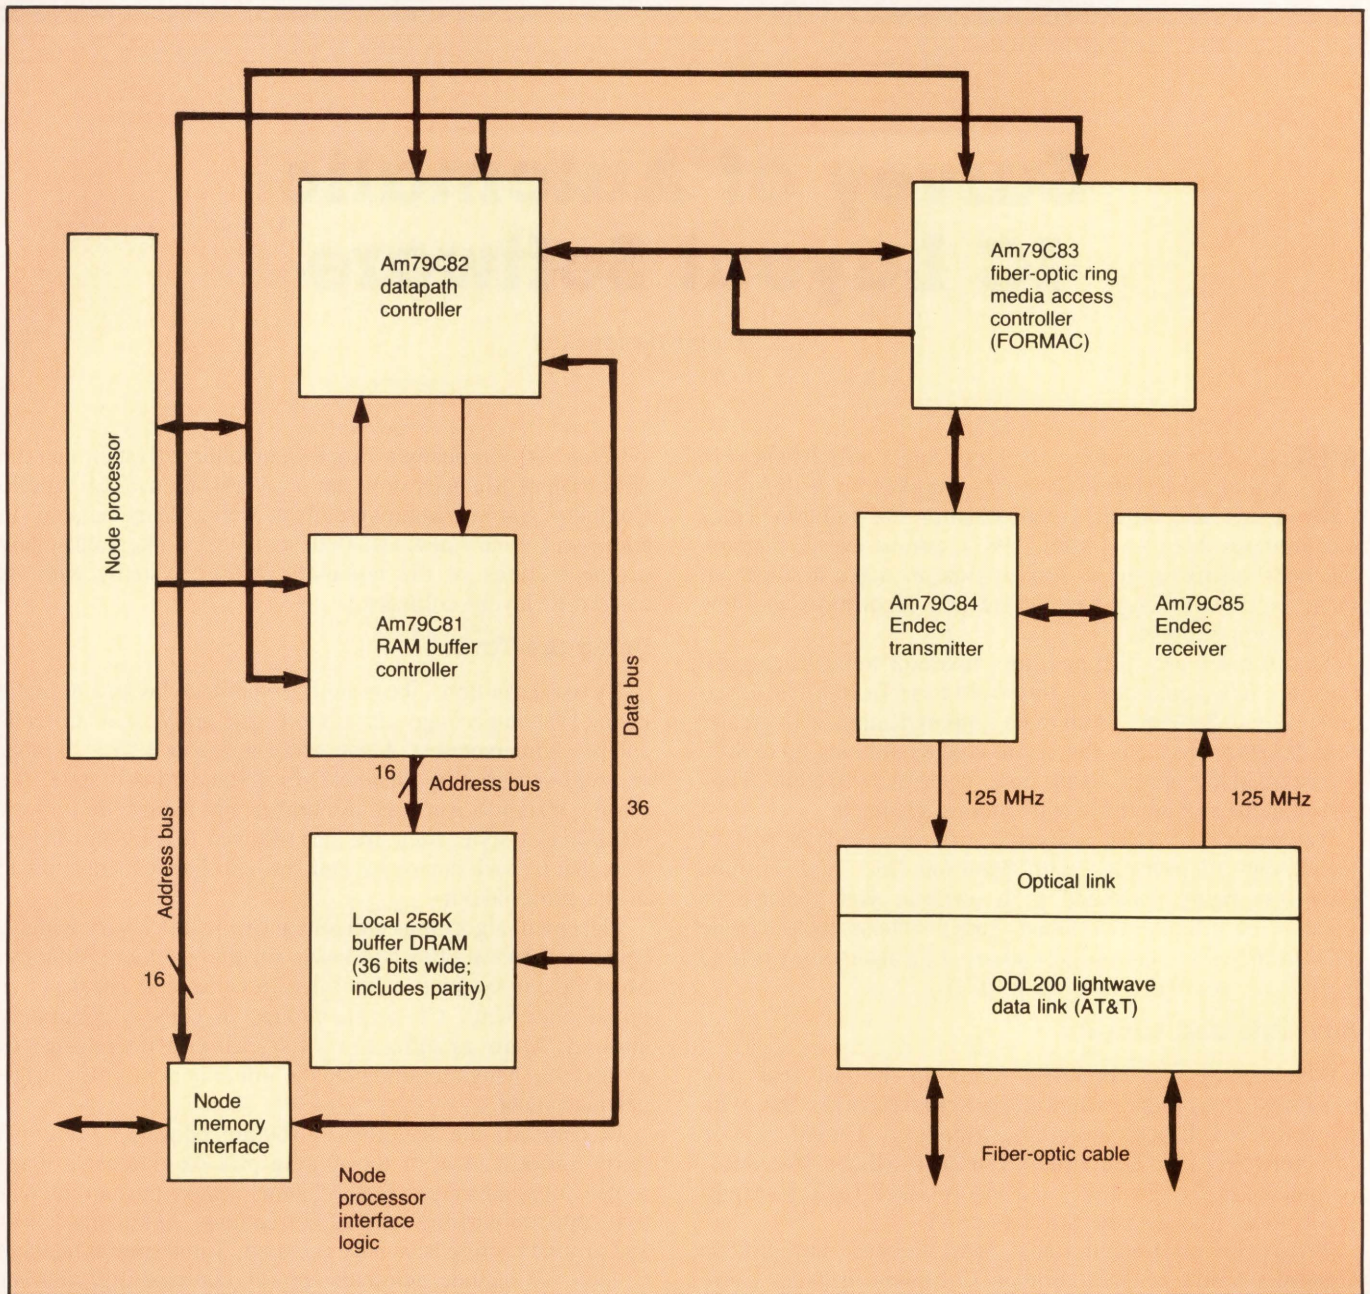 Am79C82
datapath
controller
Am79C83
fiber-optic ring
media access
controller
(FORMAC)
Node processor
Am79C81
RAM buffer
controller
Am79C84
Endec
transmitter
Am79C85
Endec
receiver
Data bus
36
16
Address bus
125 MHz
125 MHz
Address bus
16
Local 256K
buffer DRAM
(36 bits wide;
includes parity)
Optical link
ODL200 lightwave
data link (AT&T)
Node
memory
interface
Node
processor
interface
logic
Fiber-optic cable